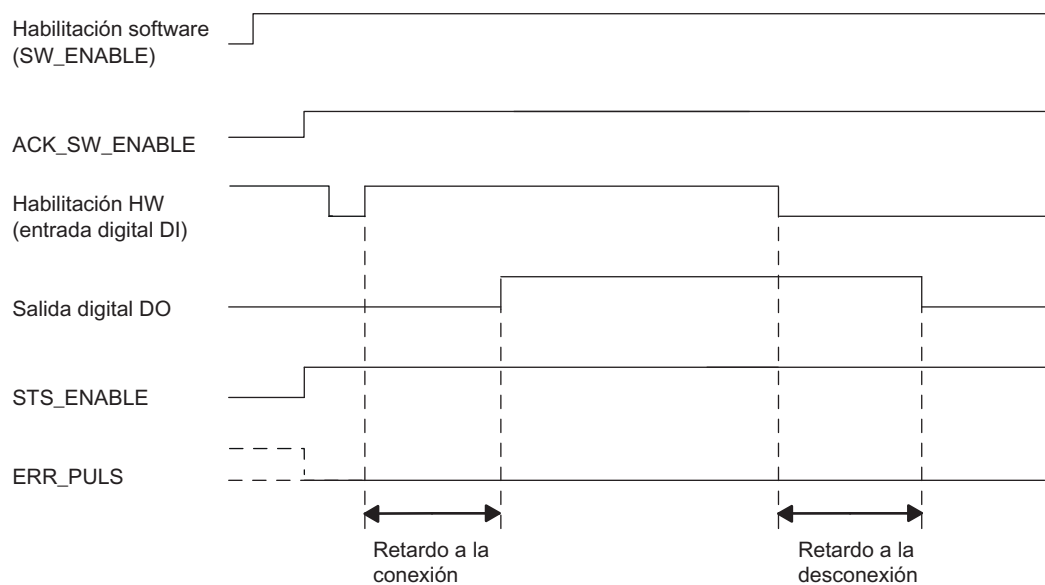 Habilitación software
(SW_ENABLE)
ACK_SW_ENABLE
Habilitación HW
(entrada digital DI)
Salida digital DO
STS_ENABLE
ERR_PULS
Retardo a la
conexión
Retardo a la
desconexión